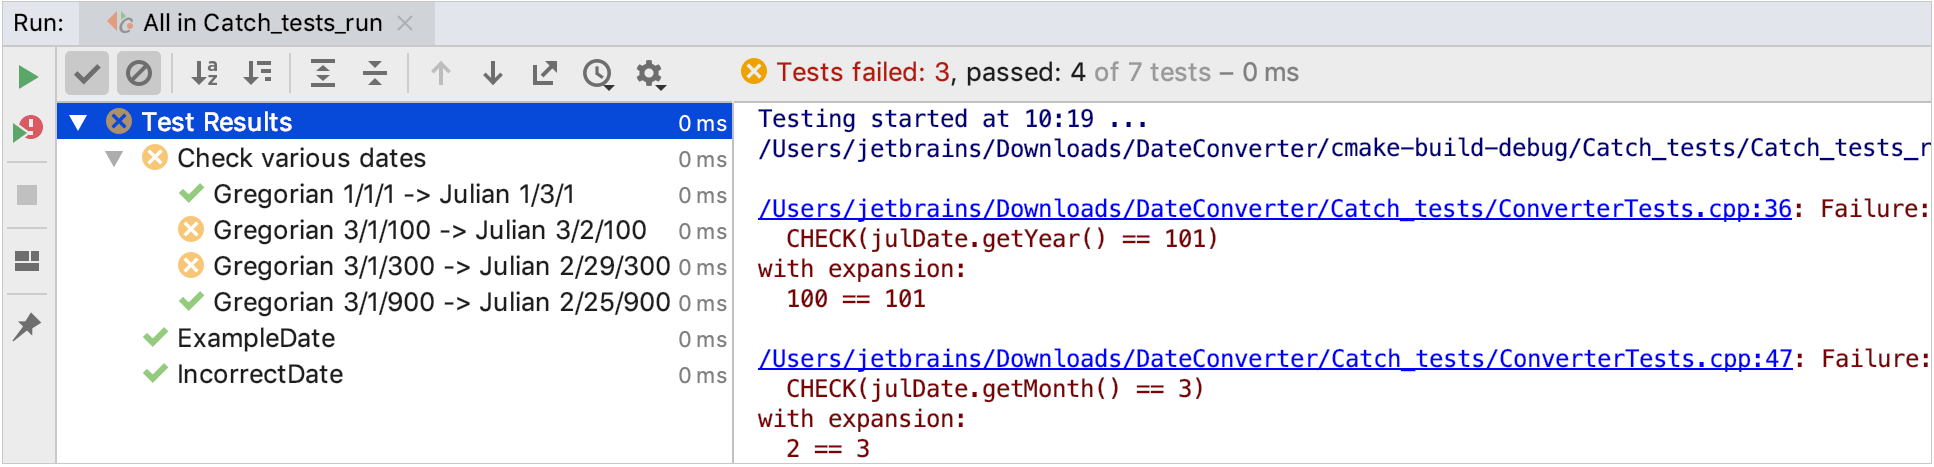 Run: All in Catch_tests_run
Tests failed: 3, passed: 4 of 7 tests – 0 ms
Test Results 0 ms
Check various dates 0 ms
Gregorian 1/1/1 -> Julian 1/3/1 0 ms
Gregorian 3/1/100 -> Julian 3/2/100 0 ms
Gregorian 3/1/300 -> Julian 2/29/300 0 ms
Gregorian 3/1/900 -> Julian 2/25/900 0 ms
ExampleDate 0 ms
IncorrectDate 0 ms
Testing started at 10:19 ...
/Users/jetbrains/Downloads/DateConverter/cmake-build-debug/Catch_tests/Catch_tests_r
/Users/jetbrains/Downloads/DateConverter/Catch_tests/ConverterTests.cpp:36: Failure:
CHECK(julDate.getYear() == 101)
with expansion:
100 == 101
/Users/jetbrains/Downloads/DateConverter/Catch_tests/ConverterTests.cpp:47: Failure:
CHECK(julDate.getMonth() == 3)
with expansion:
2 == 3